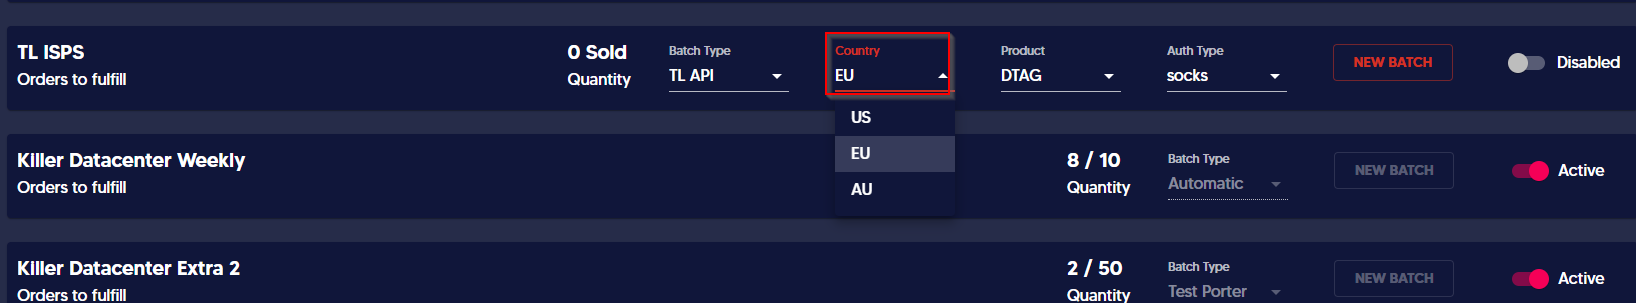 TL ISPS
Orders to fulfill
0 Sold
Quantity
Batch Type
TL API
Country
EU
US
EU
AU
Product
DTAG
Auth Type
socks
NEW BATCH
Disabled
Killer Datacenter Weekly
Orders to fulfill
8 / 10
Quantity
Batch Type
Automatic
NEW BATCH
Active
Killer Datacenter Extra 2
Orders to fulfill
2 / 50
Quantity
Batch Type
Test Porter
NEW BATCH
Active